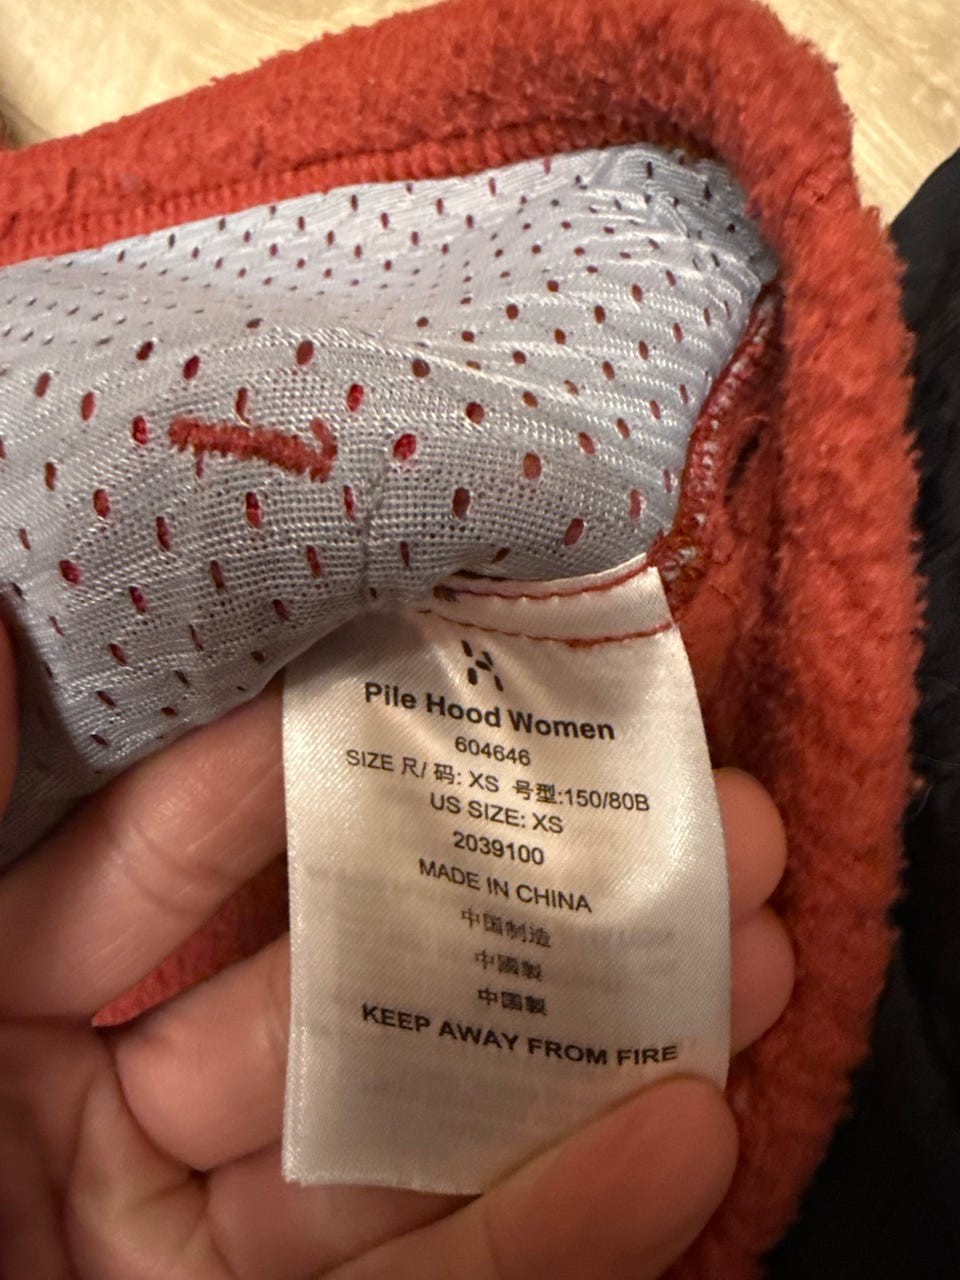 Pile Hood Women
604646
SIZE 尺/ 码: XS 号型:150/80B
US SIZE: XS
2039100
MADE IN CHINA
中国制造
中國製
中国製
KEEP AWAY FROM FIRE